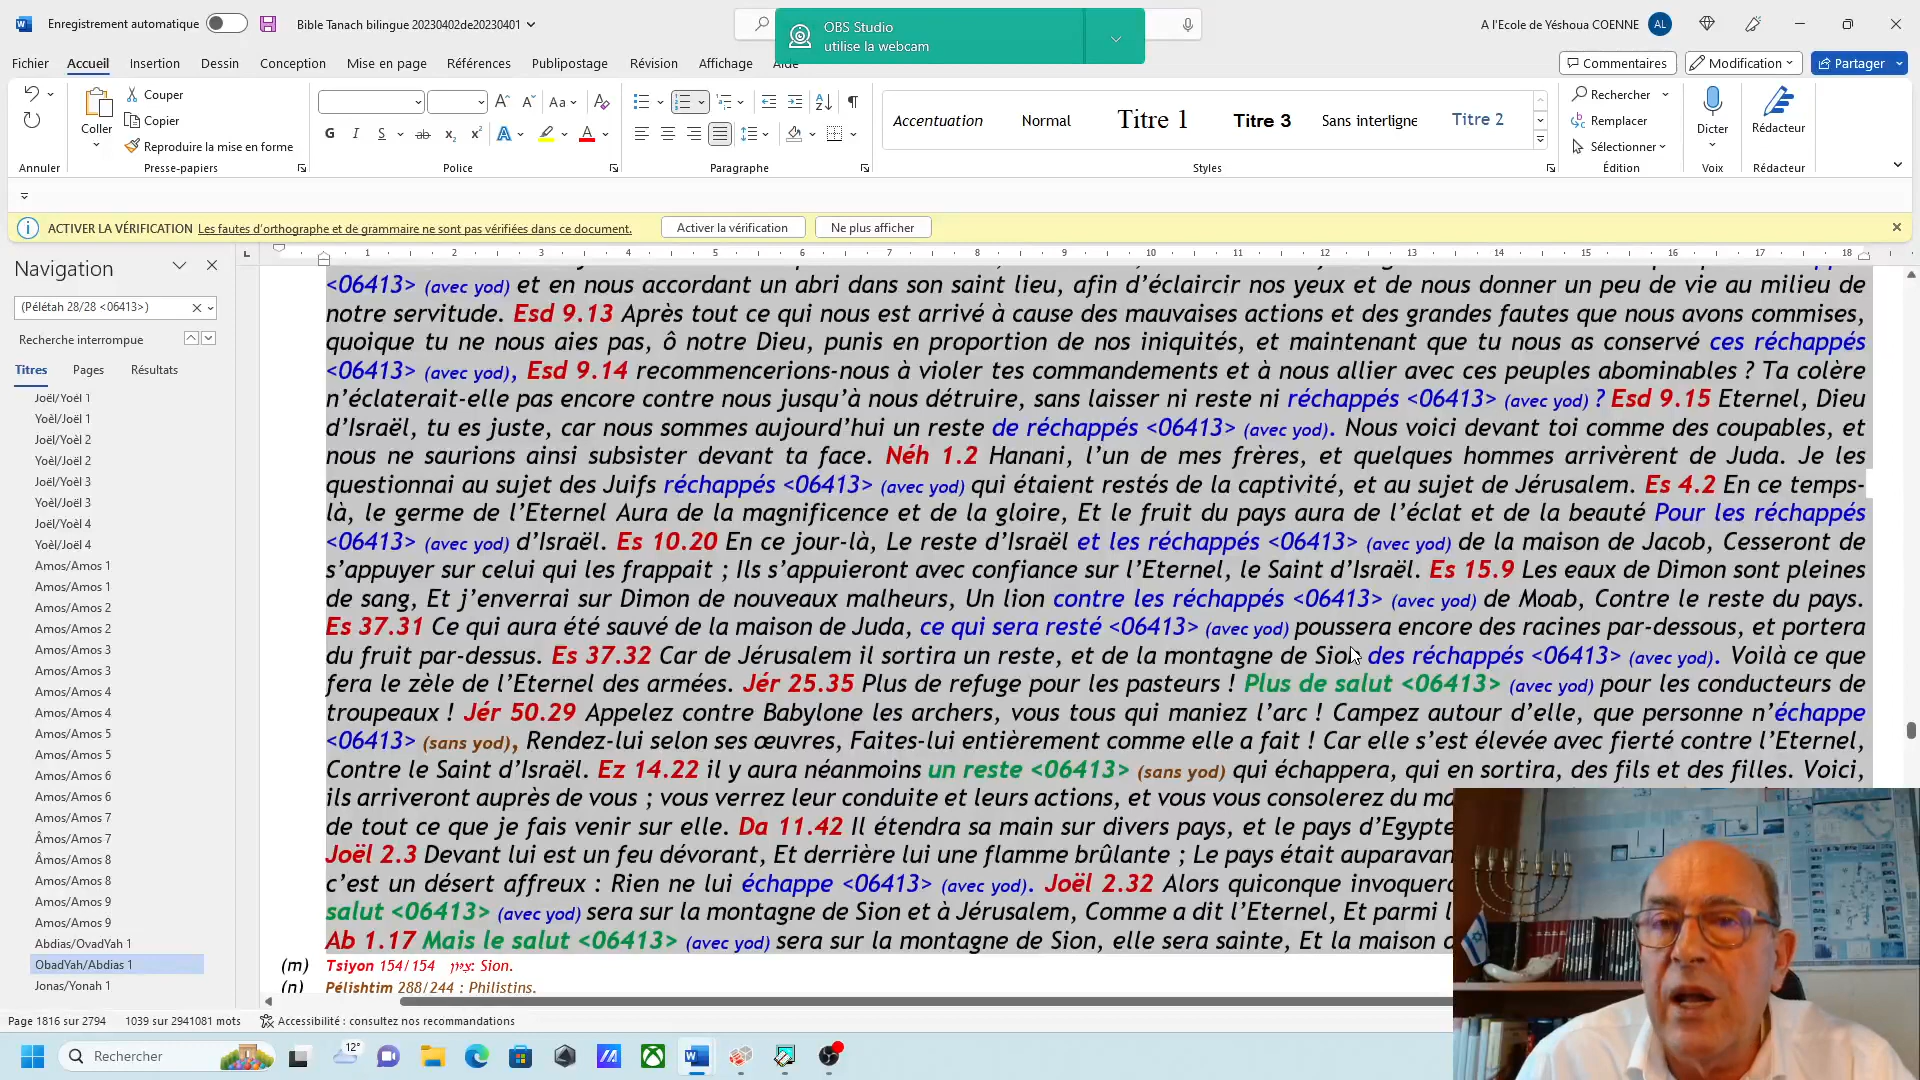 Enregistrement automatique
Bible Tanach bilingue 20230402de20230401
OBS Studio
utilise la webcam
A l'Ecole de Yéshoua COENNE
AL
Fichier Accueil Insertion Dessin Conception Mise en page Références Publipostage Révision Affichage Aide
Commentaires Modification Partager
Coller
Couper
Copier
Reproduire la mise en forme
Accentuation Normal Titre 1 Titre 3 Sans interligne Titre 2
Rechercher
Remplacer
Sélectionner
Dicter
Rédacteur
Annuler Presse-papiers Police Paragraphe Styles Édition Voix Rédacteur
ACTIVER LA VÉRIFICATION Les fautes d'orthographe et de grammaire ne sont pas vérifiées dans ce document. Activer la vérification Ne plus afficher
Navigation
(Pélétah 28/28 <06413>)
Recherche interrompue
Titres Pages Résultats
Joël/Yoël 1
Yoèl/Joël 1
Joël/Yoèl 2
Yoèl/Joël 2
Yoèl/Joël 3
Joël/Yoèl 4
Yoèl/Joël 4
Amos/Âmos 1
Amos/Amos 1
Amos/Amos 2
Amos/Amos 2
Amos/Amos 3
Amos/Amos 3
Amos/Amos 4
Amos/Amos 4
Amos/Amos 5
Amos/Amos 5
Amos/Amos 6
Amos/Amos 6
Amos/Amos 7
Âmos/Amos 7
Âmos/Amos 8
Amos/Amos 8
Amos/Amos 9
Amos/Amos 9
Abdias/OvadYah 1
ObadYah/Abdias 1
Jonas/Yonah 1
1 2 3 4 5 6 7 8 9 10 11 12 13 14 15 16 17 18
<06413> (avec yod) et en nous accordant un abri dans son saint lieu, afin d'éclaircir nos yeux et de nous donner un peu de vie au milieu de
notre servitude. Esd 9.13 Après tout ce qui nous est arrivé à cause des mauvaises actions et des grandes fautes que nous avons commises,
quoique tu ne nous aies pas, ô notre Dieu, punis en proportion de nos iniquités, et maintenant que tu nous as conservé ces réchappés
<06413> (avec yod), Esd 9.14 recommencerions-nous à violer tes commandements et à nous allier avec ces peuples abominables ? Ta colère
n'éclaterait-elle pas encore contre nous jusqu'à nous détruire, sans laisser ni reste ni réchappés <06413> (avec yod) ? Esd 9.15 Eternel, Dieu
d'Israël, tu es juste, car nous sommes aujourd'hui un reste de réchappés <06413> (avec yod). Nous voici devant toi comme des coupables, et
nous ne saurions ainsi subsister devant ta face. Néh 1.2 Hanani, l'un de mes frères, et quelques hommes arrivèrent de Juda. Je les
questionnai au sujet des Juifs réchappés <06413> (avec yod) qui étaient restés de la captivité, et au sujet de Jérusalem. Es 4.2 En ce temps-
là, le germe de l'Eternel Aura de la magnificence et de la gloire, Et le fruit du pays aura de l'éclat et de la beauté Pour les réchappés
<06413> (avec yod) d'Israël. Es 10.20 En ce jour-là, Le reste d'Israël et les réchappés <06413> (avec yod) de la maison de Jacob, Cesseront de
s'appuyer sur celui qui les frappait ; Ils s'appuieront avec confiance sur l'Eternel, le Saint d'Israël. Es 15.9 Les eaux de Dimon sont pleines
de sang, Et j'enverrai sur Dimon de nouveaux malheurs, Un lion contre les réchappés <06413> (avec yod) de Moab, Contre le reste du pays.
Es 37.31 Ce qui aura été sauvé de la maison de Juda, ce qui sera resté <06413> (avec yod) poussera encore des racines par-dessous, et portera
du fruit par-dessus. Es 37.32 Car de Jérusalem il sortira un reste, et de la montagne de Sion des réchappés <06413> (avec yod). Voilà ce que
fera le zèle de l'Eternel des armées. Jér 25.35 Plus de refuge pour les pasteurs ! Plus de salut <06413> (avec yod) pour les conducteurs de
troupeaux ! Jér 50.29 Appelez contre Babylone les archers, vous tous qui maniez l'arc ! Campez autour d'elle, que personne n'échappe
<06413> (sans yod), Rendez-lui selon ses œuvres, Faites-lui entièrement comme elle a fait ! Car elle s'est élevée avec fierté contre l'Eternel,
Contre le Saint d'Israël. Ez 14.22 il y aura néanmoins un reste <06413> (sans yod) qui échappera, qui en sortira, des fils et des filles. Voici,
ils arriveront auprès de vous ; vous verrez leur conduite et leurs actions, et vous vous consolerez du
de tout ce que je fais venir sur elle. Da 11.42 Il étendra sa main sur divers pays, et le pays d'Egypte
Joël 2.3 Devant lui est un feu dévorant, Et derrière lui une flamme brûlante ; Le pays était
c'est un désert affreux : Rien ne lui échappe <06413> (avec yod). Joël 2.32 Alors quiconque
salut <06413> (avec yod) sera sur la montagne de Sion et à Jérusalem, Comme a dit l'Eternel, Et parmi
Ab 1.17 Mais le salut <06413> (avec yod) sera sur la montagne de Sion, elle sera sainte, Et la maison
(m) Tsiyon 154/154 : Sion.
(n) Pélishtim 288/244 : Philistins.
Page 1816 sur 2794 1039 sur 2941081 mots Accessibilité : consultez nos recommandations
Rechercher
12°